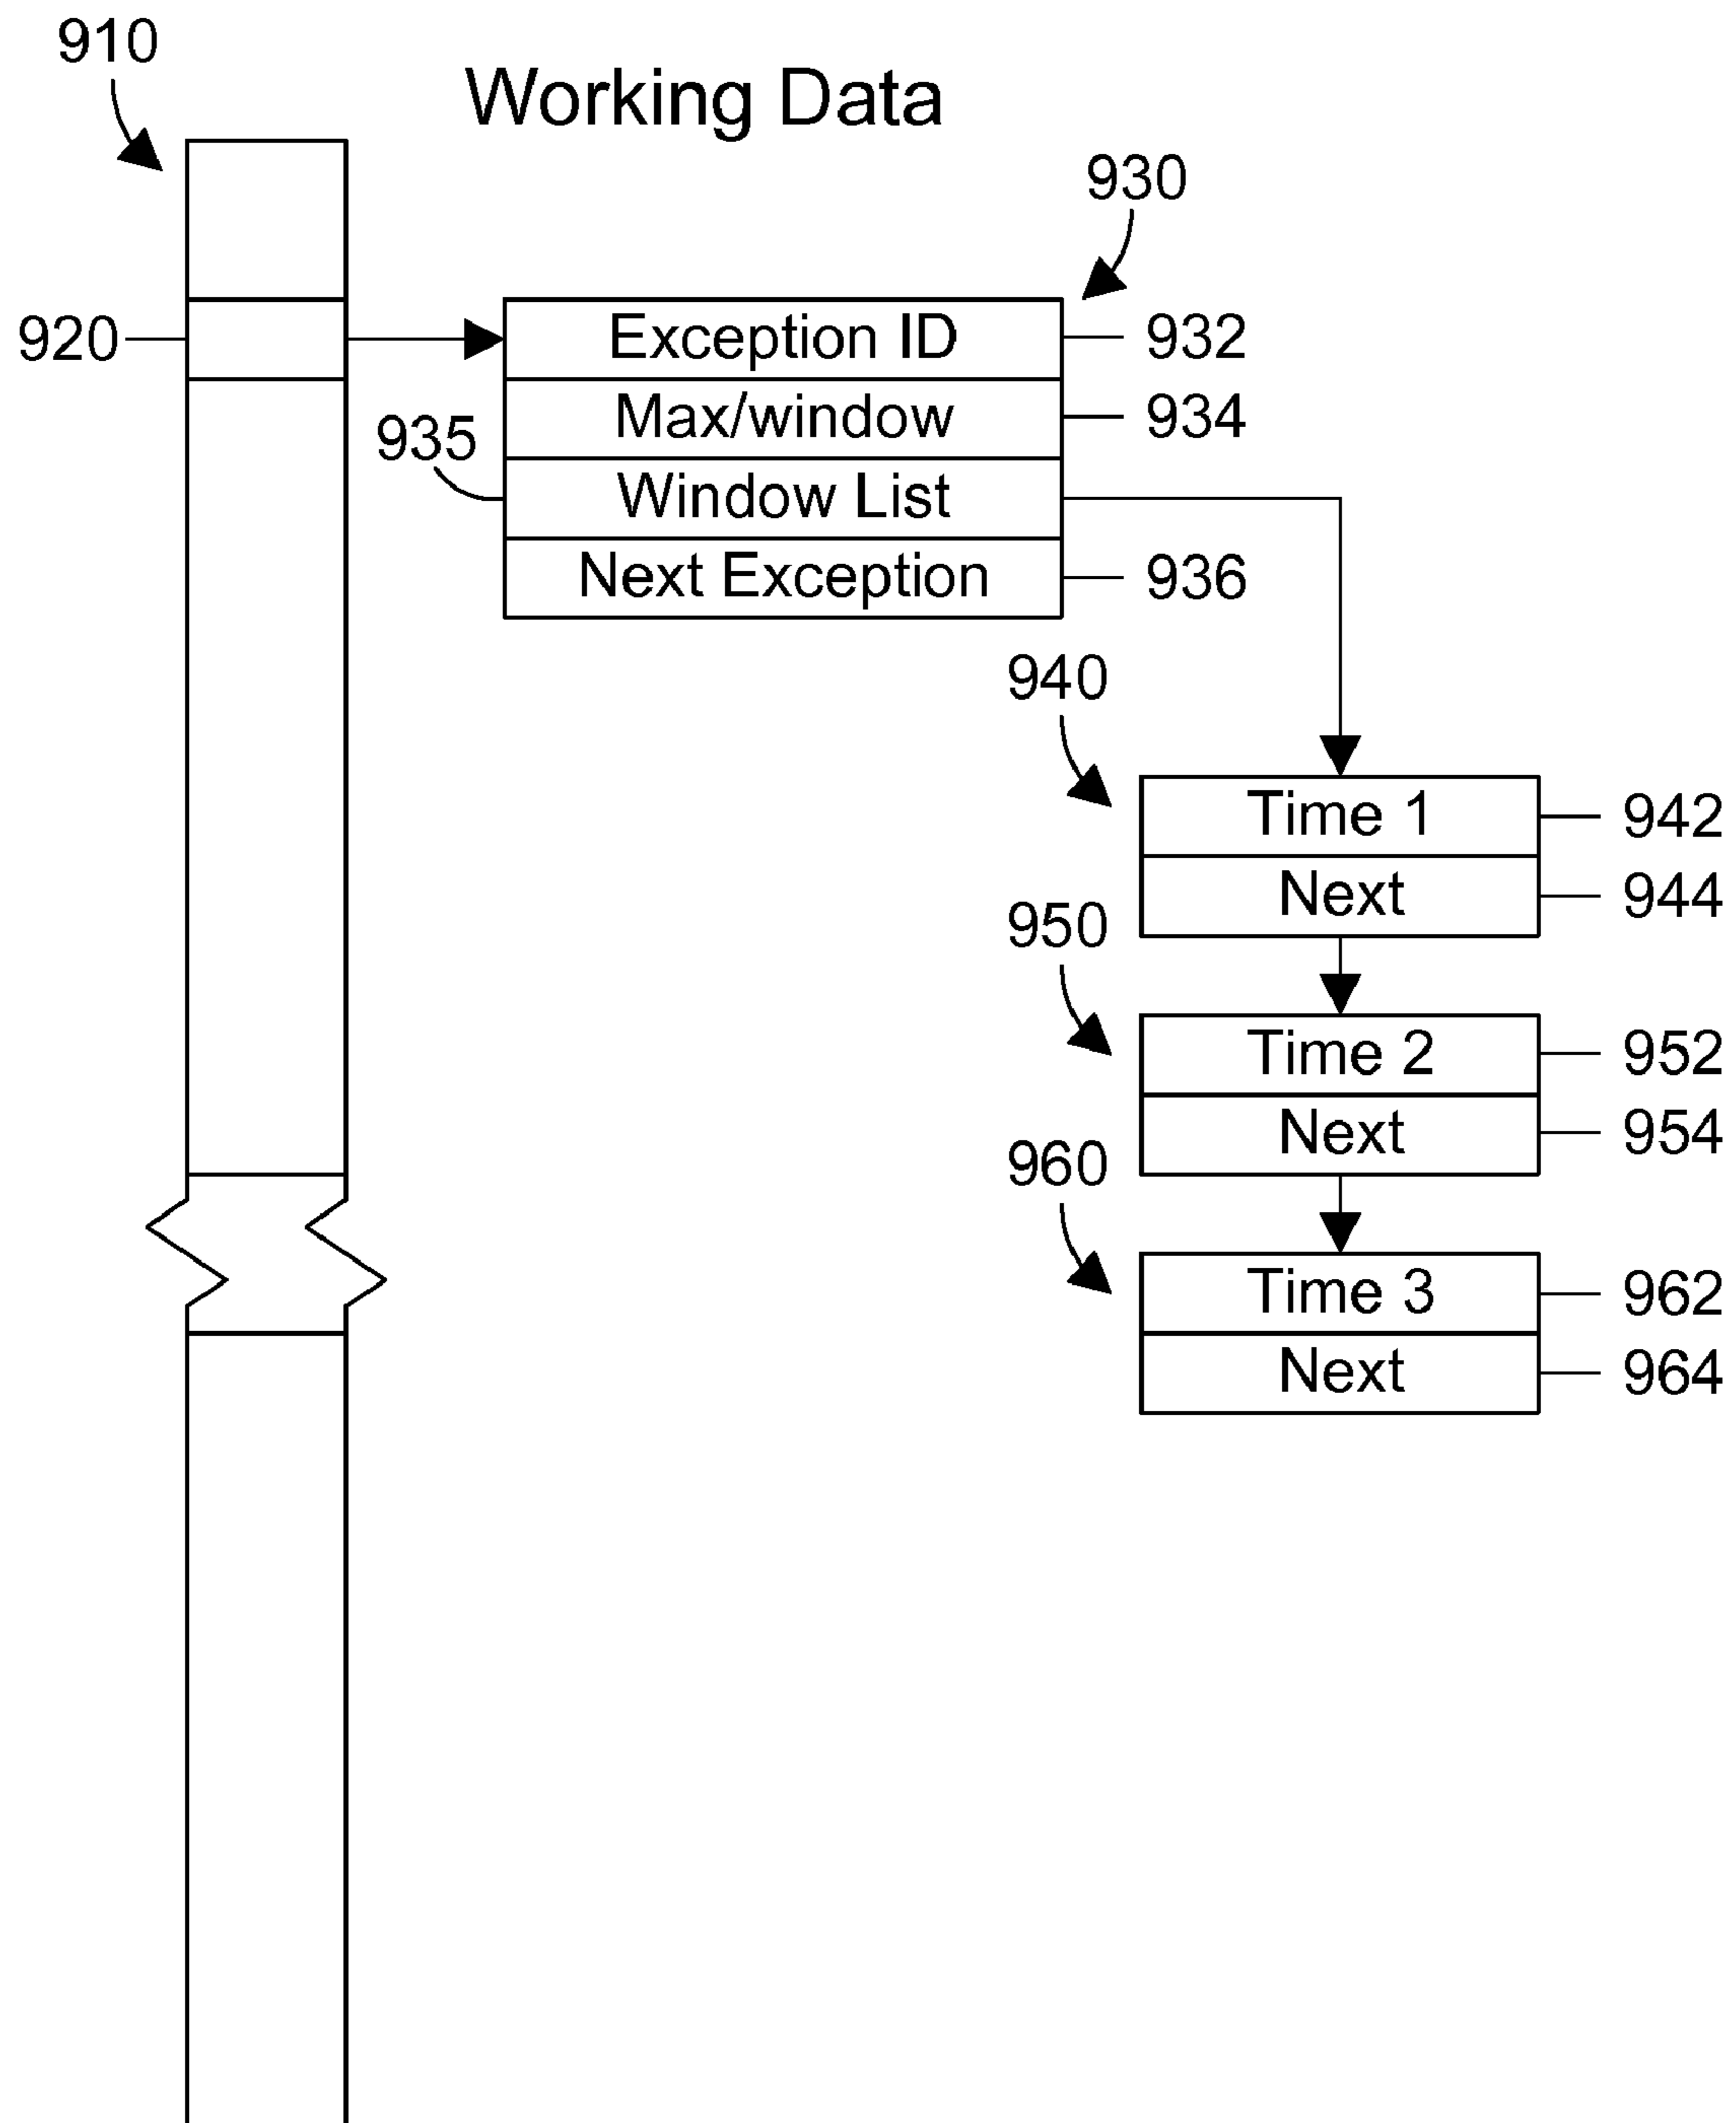 910
Working Data
930
920
Exception ID
932
Max/window
934
935
Window List
Next Exception
936
940
Time 1
942
Next
944
950
Time 2
952
Next
954
960
Time 3
962
Next
964